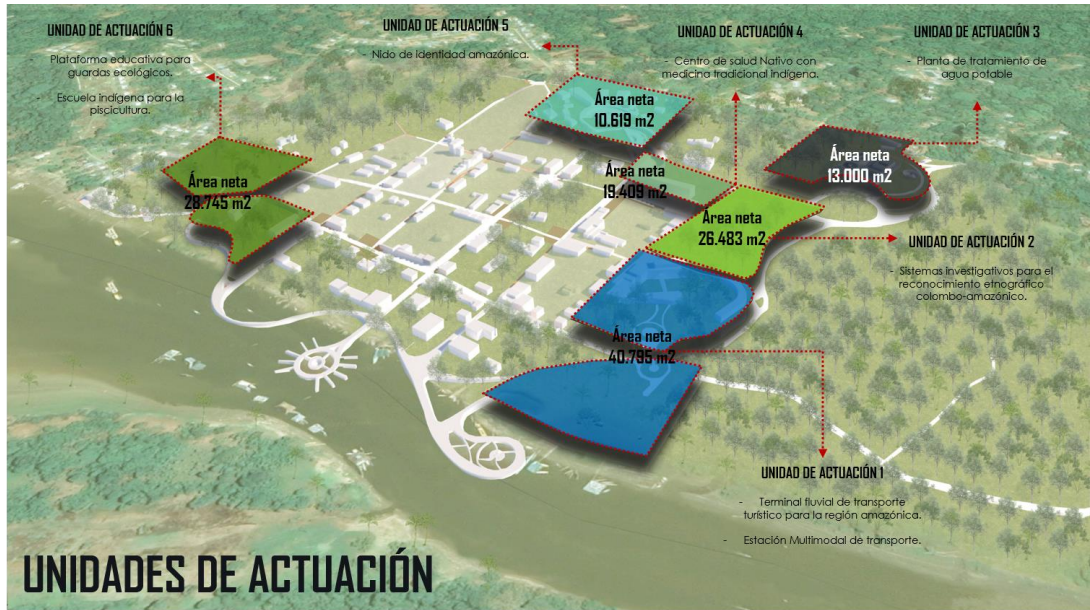 UNIDAD DE ACTUACIÓN 6
- Plataforma educativa para
guardas ecológicos.
- Escuela indígena para la
piscicultura.
UNIDAD DE ACTUACIÓN 5
- Nido de identidad amazónica.
UNIDAD DE ACTUACIÓN 4
- Centro de salud Nativo con
medicina tradicional indígena.
UNIDAD DE ACTUACIÓN 3
- Planta de tratamiento de
agua potable
Área neta
10.619 m2
Área neta
13.000 m2
Área neta
19.409 m2
Área neta
28.745 m2
Área neta
26.483 m2
UNIDAD DE ACTUACIÓN 2
- Sistemas investigativos para el
reconocimiento etnográfico
colombo-amazónico.
Área neta
40.795 m2
UNIDAD DE ACTUACIÓN 1
- Terminal fluvial de transporte
turístico para la región amazónica.
- Estación Multimodal de transporte.
UNIDADES DE ACTUACIÓN